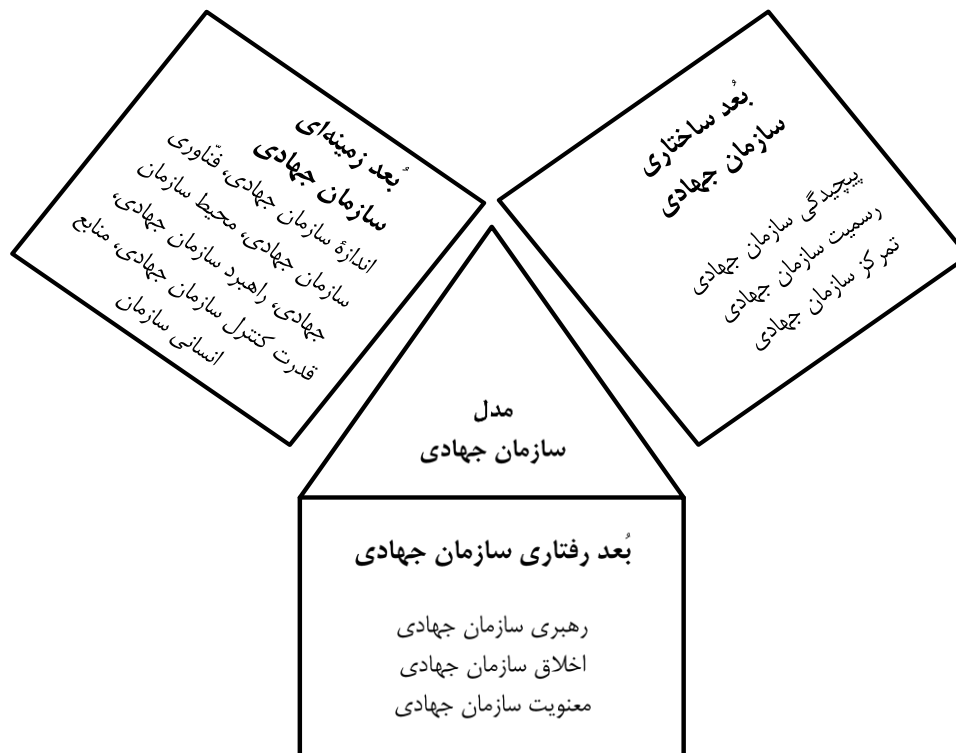 بُعد ساختاری
سازمان جهادی
پیچیدگی سازمان جهادی
رسمیت سازمان جهادی
تمرکز سازمان جهادی
بُعد زمینه‌ای
سازمان جهادی
اندازۀ سازمان جهادی، فنّاوری
سازمان جهادی، محیط سازمان
جهادی، راهبرد سازمان جهادی،
قدرت کنترل سازمان جهادی، منابع
انسانی سازمان
مدل
سازمان جهادی
بُعد رفتاری سازمان جهادی
رهبری سازمان جهادی
اخلاق سازمان جهادی
معنویت سازمان جهادی